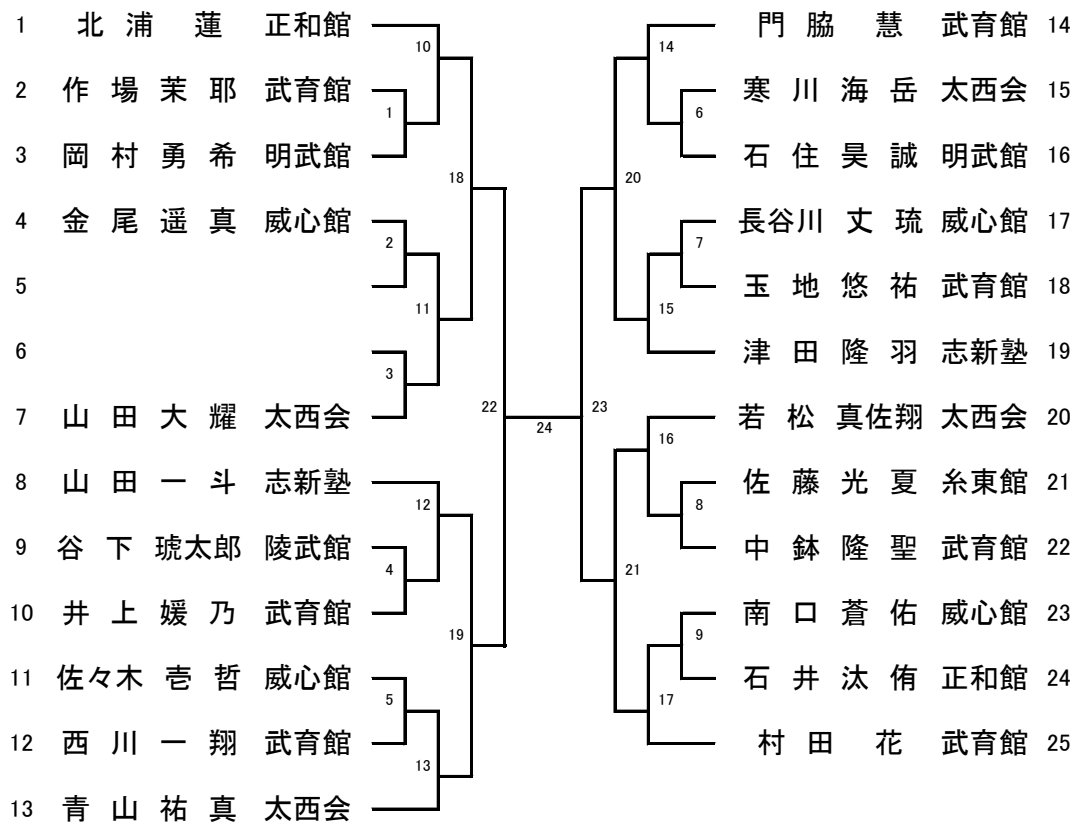 1 北 浦 蓮 正和館
2 作 場 茉 耶 武育館
3 岡 村 勇 希 明武館
4 金 尾 遥 真 威心館
5
6
7 山 田 大 耀 太西会
8 山 田 一 斗 志新塾
9 谷 下 琥太郎 陵武館
10 井 上 媛 乃 武育館
11 佐々木 壱 哲 威心館
12 西 川 一 翔 武育館
13 青 山 祐 真 太西会
10
1
18
2
11
3
22
12
4
19
5
13
24
14
6
20
7
15
23
16
8
21
9
17
門 脇 慧 武育館 14
寒 川 海 岳 太西会 15
石 住 昊 誠 明武館 16
長谷川 丈 琉 威心館 17
玉 地 悠 祐 武育館 18
津 田 隆 羽 志新塾 19
若 松 真佐翔 太西会 20
佐 藤 光 夏 糸東館 21
中 鉢 隆 聖 武育館 22
南 口 蒼 佑 威心館 23
石 井 汰 侑 正和館 24
村 田 花 武育館 25